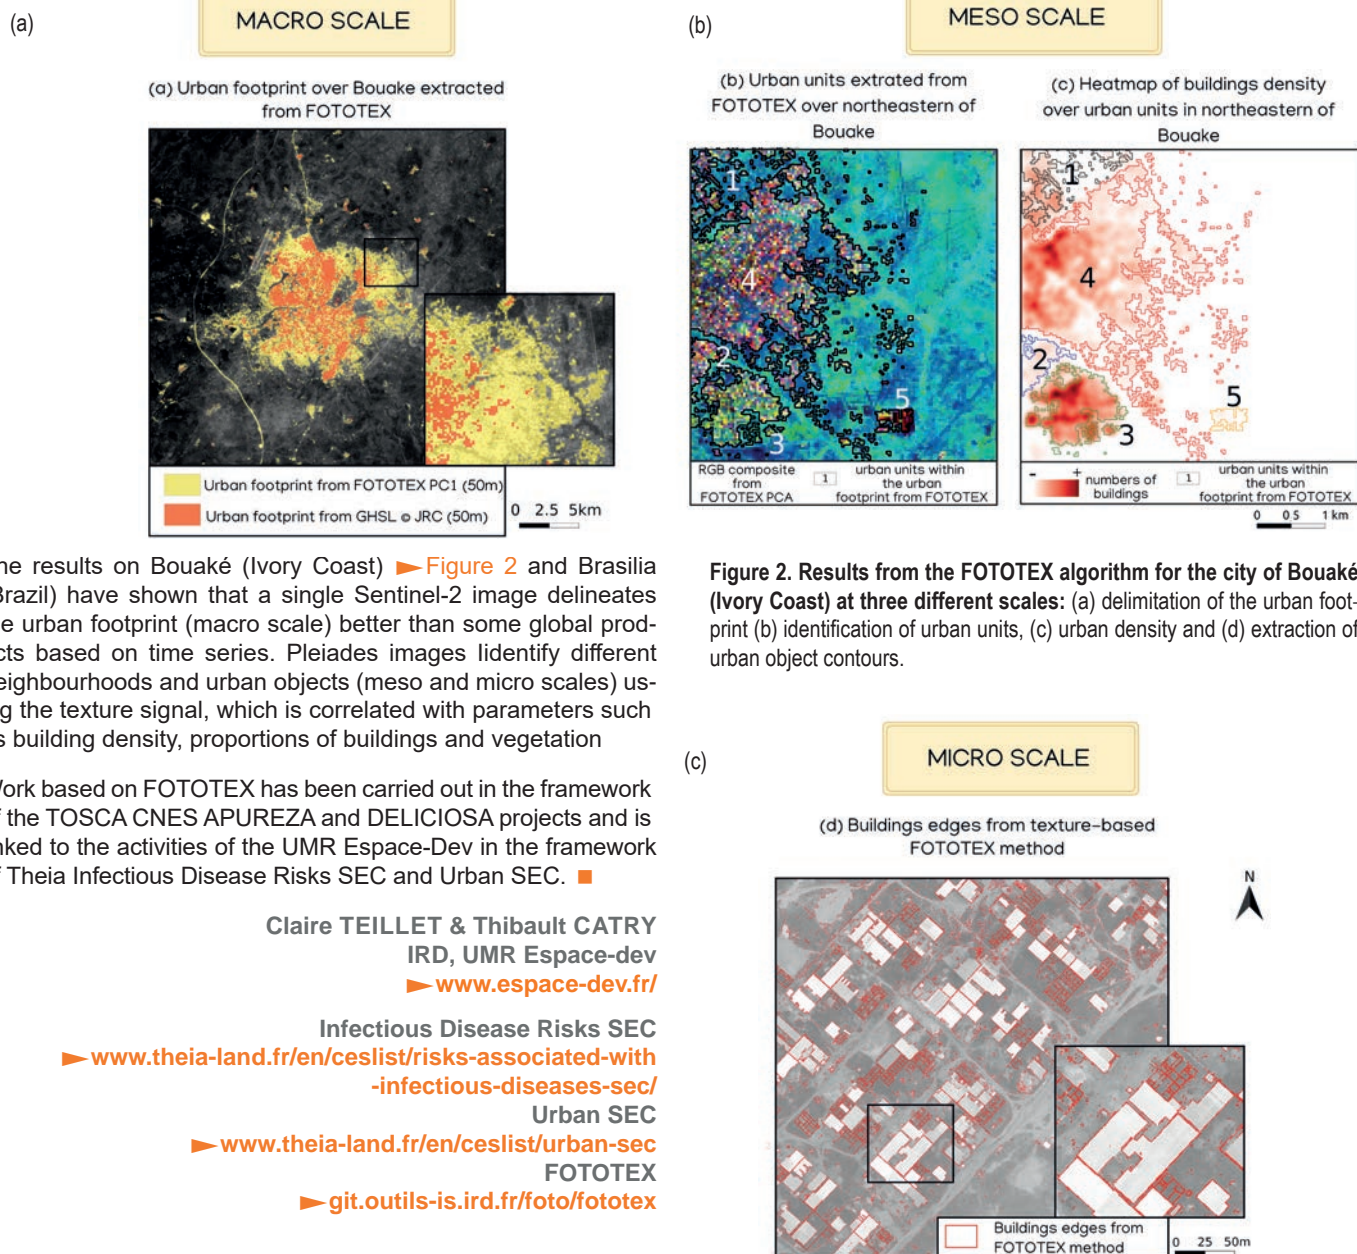 (a)
MACRO SCALE
(a) Urban footprint over Bouake extracted
from FOTOTEX
Urban footprint from FOTOTEX PC1 (50m)
Urban footprint from GHSL © JRC (50m)
0 2.5 5km
(b)
MESO SCALE
(b) Urban units extrated from
FOTOTEX over northeastern of
Bouake
1
4
2
5
3
RGB composite
from
FOTOTEX PCA
1
urban units within
the urban
footprint from FOTOTEX
(c) Heatmap of buildings density
over urban units in northeastern of
Bouake
1
4
2
5
3
- +
numbers of
buildings
1
urban units within
the urban
footprint from FOTOTEX
0 0 5 1 km
he results on Bouaké (Ivory Coast) ►Figure 2 and Brasilia
Brazil) have shown that a single Sentinel-2 image delineates
e urban footprint (macro scale) better than some global prod-
cts based on time series. Pleiades images Iidentify different
eighbourhoods and urban objects (meso and micro scales) us-
g the texture signal, which is correlated with parameters such
s building density, proportions of buildings and vegetation
Work based on FOTOTEX has been carried out in the framework
f the TOSCA CNES APUREZA and DELICIOSA projects and is
nked to the activities of the UMR Espace-Dev in the framework
f Theia Infectious Disease Risks SEC and Urban SEC. ■
Claire TEILLET & Thibault CATRY
IRD, UMR Espace-dev
►www.espace-dev.fr/
Infectious Disease Risks SEC
►www.theia-land.fr/en/ceslist/risks-associated-with
-infectious-diseases-sec/
Urban SEC
►www.theia-land.fr/en/ceslist/urban-sec
FOTOTEX
►git.outils-is.ird.fr/foto/fototex
Figure 2. Results from the FOTOTEX algorithm for the city of Bouaké
(Ivory Coast) at three different scales: (a) delimitation of the urban foot-
print (b) identification of urban units, (c) urban density and (d) extraction of
urban object contours.
(c)
MICRO SCALE
(d) Buildings edges from texture-based
FOTOTEX method
N
Buildings edges from
FOTOTEX method
0 25 50m